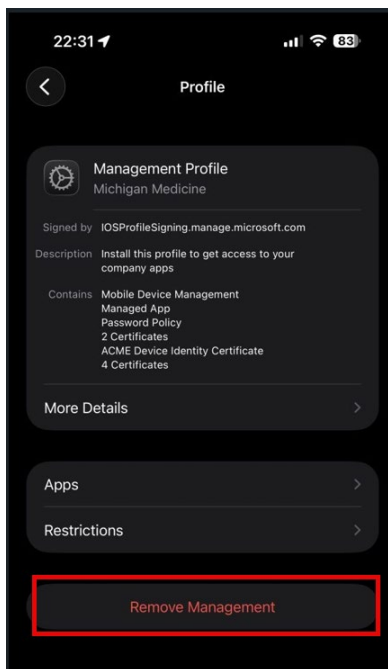 22:31
83
Profile
Management Profile
Michigan Medicine
Signed by IOSProfileSigning.manage.microsoft.com
Description Install this profile to get access to your
company apps
Contains Mobile Device Management
Managed App
Password Policy
2 Certificates
ACME Device Identity Certificate
4 Certificates
More Details
Apps
Restrictions
Remove Management